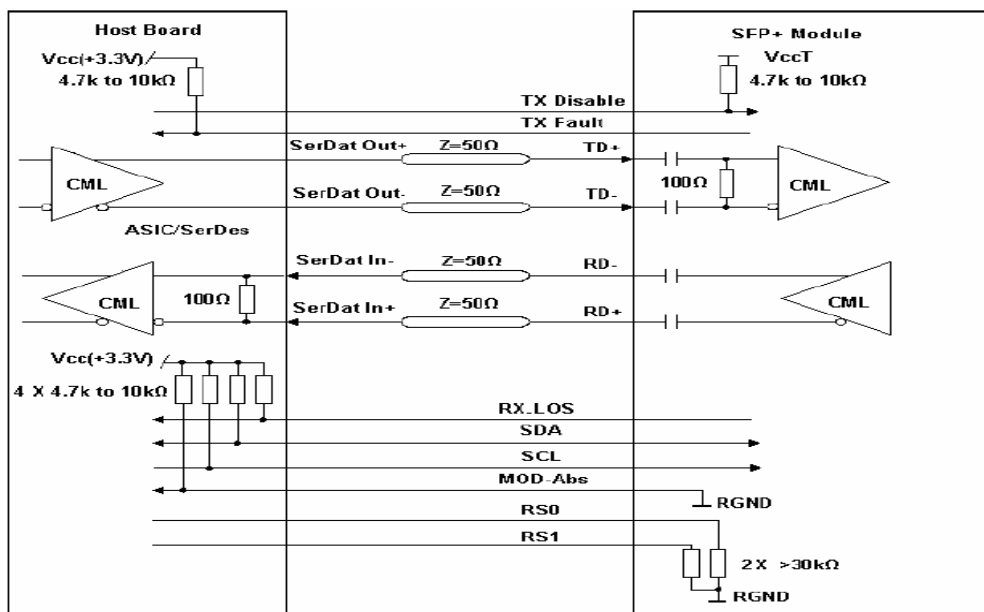 Host Board
SFP+ Module
Vcc(+3.3V)
4.7k to 10kΩ
VccT
4.7k to 10kΩ
TX Disable
TX Fault
SerDat Out+
Z=50Ω
TD+
CML
100Ω
CML
SerDat Out-
Z=50Ω
TD-
ASIC/SerDes
SerDat In-
Z=50Ω
RD-
CML
100Ω
CML
SerDat In+
Z=50Ω
RD+
Vcc(+3.3V)
4 X 4.7k to 10kΩ
RX-LOS
SDA
SCL
MOD-Abs
RGND
RS0
RS1
2 X >30kΩ
RGND